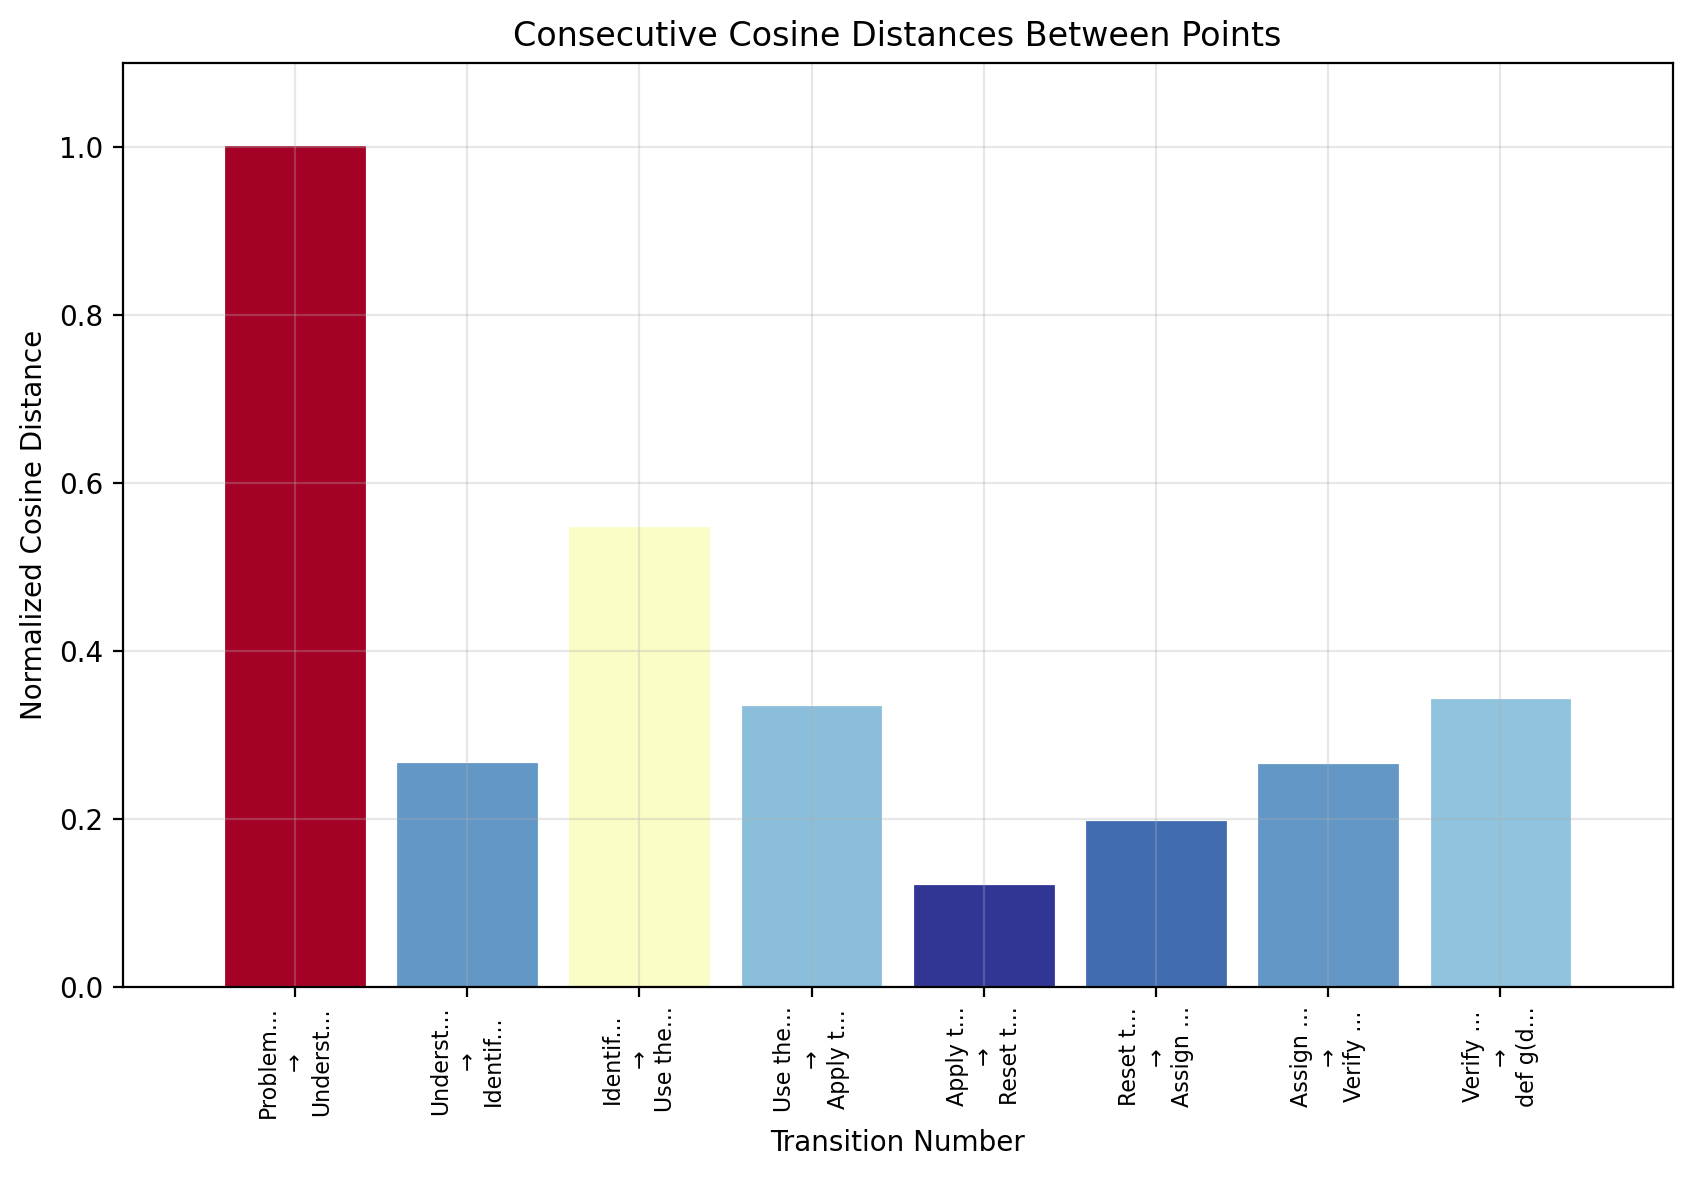 Consecutive Cosine Distances Between Points
Normalized Cosine Distance
1.0
0.8
0.6
0.4
0.2
0.0
Problem...
→
Underst...
Underst...
→
Identif...
Identif...
→
Use the...
Use the...
→
Apply t...
Apply t...
→
Reset t...
Reset t...
→
Assign ...
Assign ...
→
Verify ...
Verify ...
→
def g(d...
Transition Number